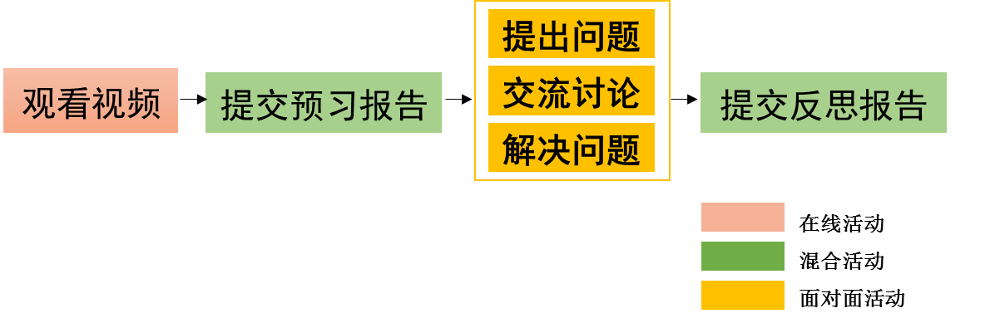 观看视频
提交预习报告
提出问题
交流讨论
解决问题
提交反思报告
在线活动
混合活动
面对面活动